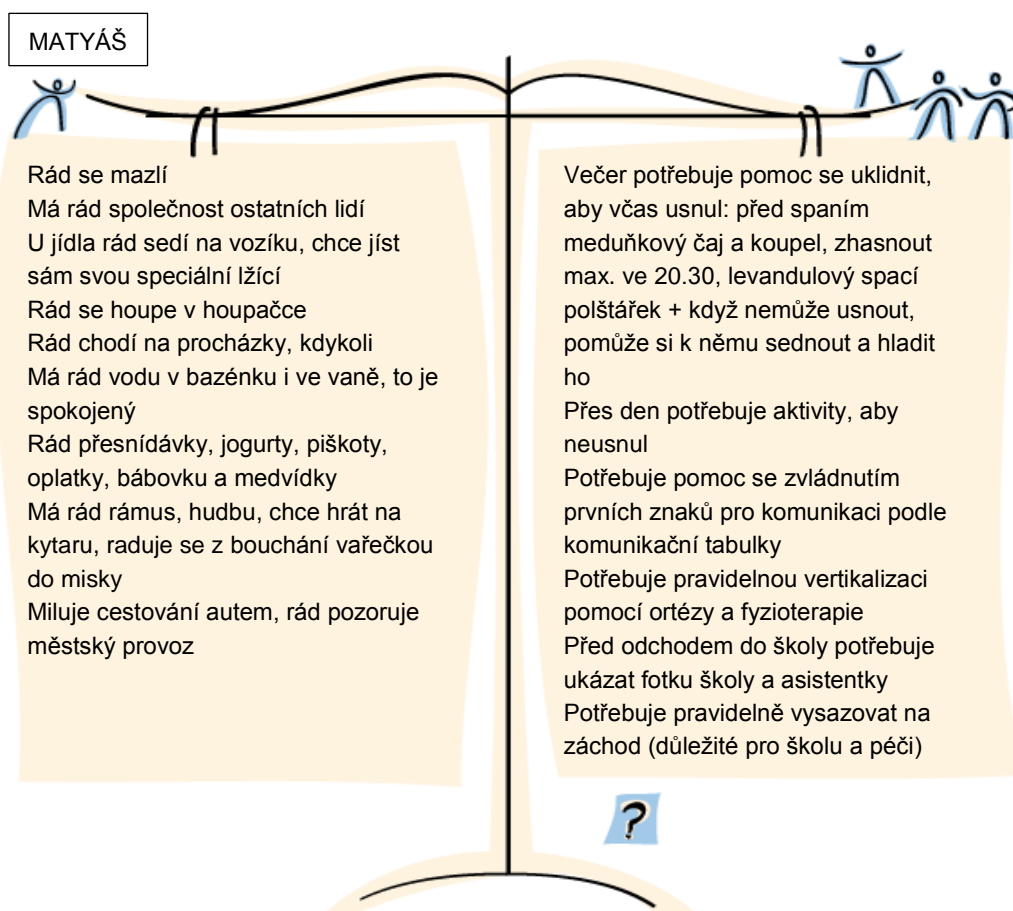 MATYÁŠ
Rád se mazlí
Má rád společnost ostatních lidí
U jídla rád sedí na vozíku, chce jíst
sám svou speciální lžící
Rád se houpe v houpačce
Rád chodí na procházky, kdykoli
Má rád vodu v bazénku i ve vaně, to je
spokojený
Rád přesnídávky, jogurty, piškoty,
oplatky, bábovku a medvídky
Má rád rámus, hudbu, chce hrát na
kytaru, raduje se z bouchání vařečkou
do misky
Miluje cestování autem, rád pozoruje
městský provoz
Večer potřebuje pomoc se uklidnit,
aby včas usnul: před spaním
meduňkový čaj a koupel, zhasnout
max. ve 20.30, levandulový spací
polštářek + když nemůže usnout,
pomůže si k němu sednout a hladit
ho
Přes den potřebuje aktivity, aby
neusnul
Potřebuje pomoc se zvládnutím
prvních znaků pro komunikaci podle
komunikační tabulky
Potřebuje pravidelnou vertikalizaci
pomocí ortézy a fyzioterapie
Před odchodem do školy potřebuje
ukázat fotku školy a asistentky
Potřebuje pravidelně vysazovat na
záchod (důležité pro školu a péči)
?